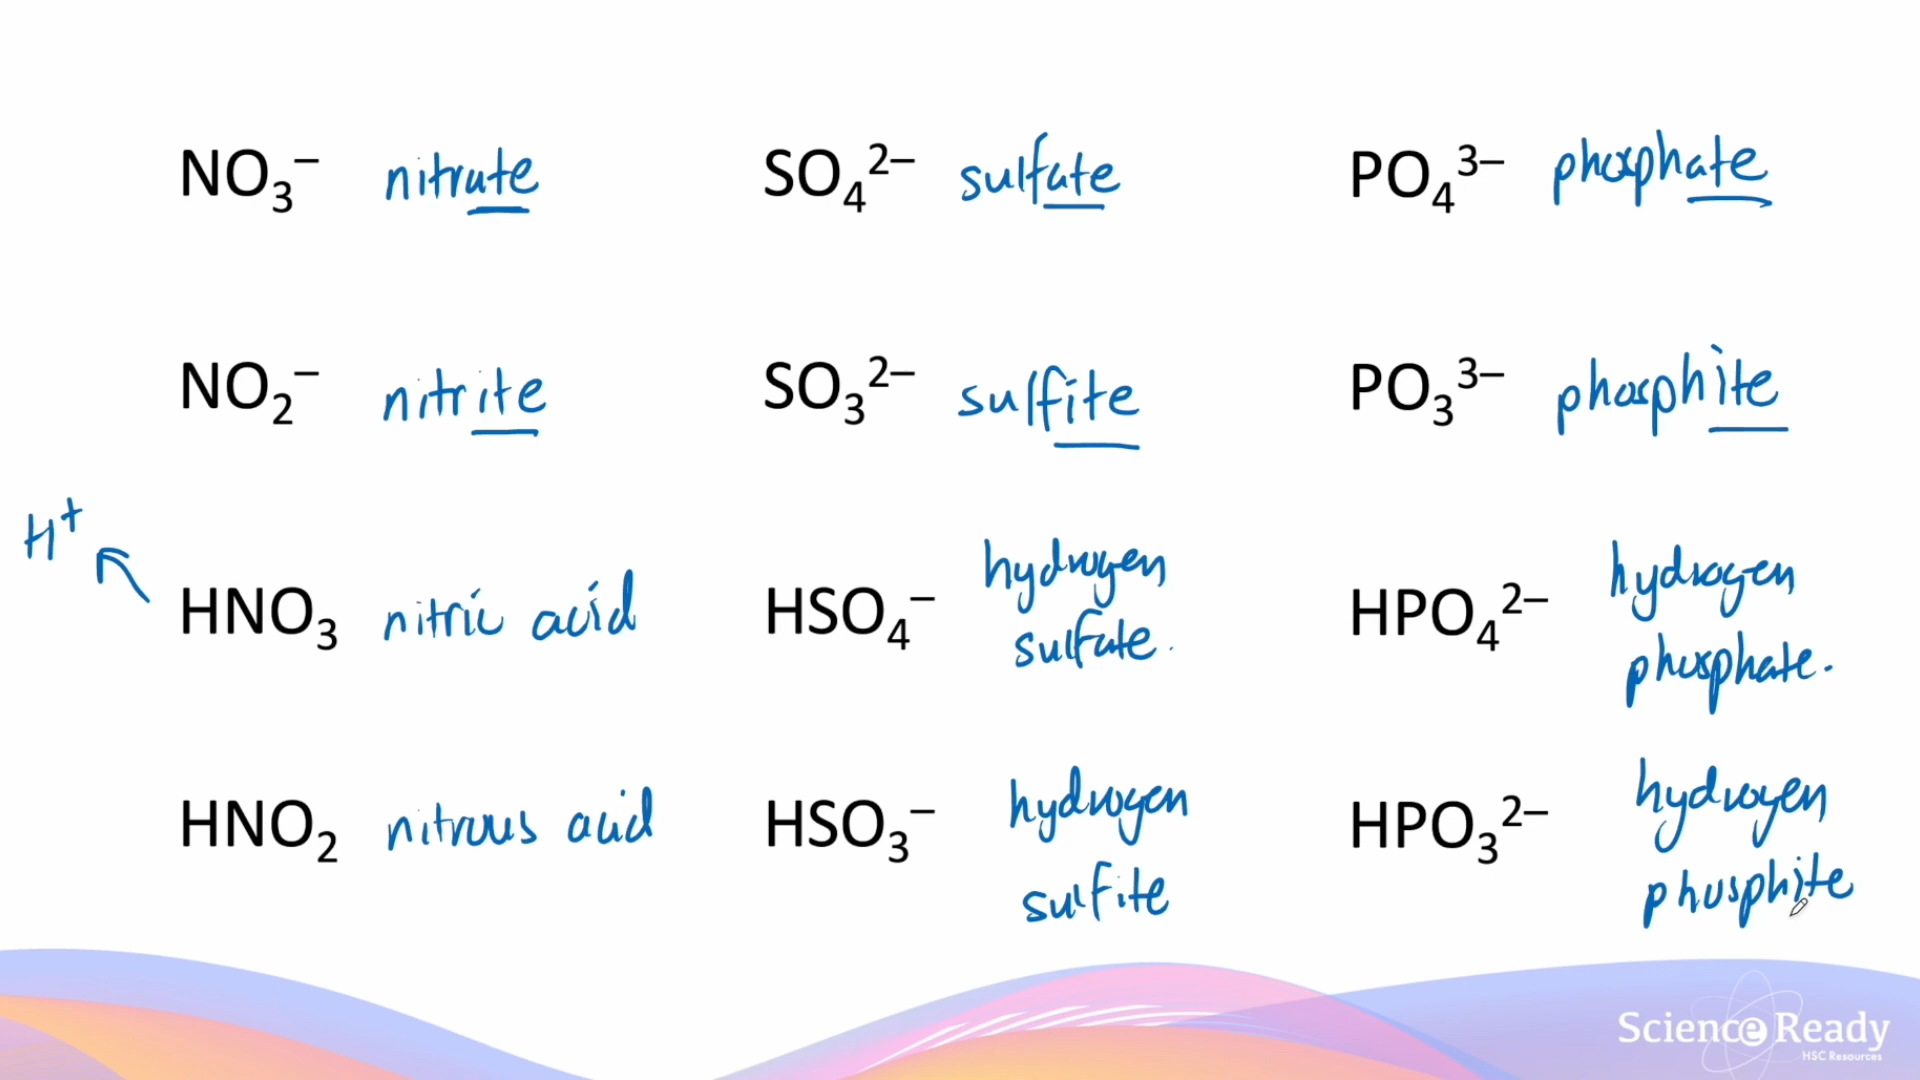 NO₃⁻ nitrate SO₄²⁻ sulfate PO₄³⁻ phosphate
NO₂⁻ nitrite SO₃²⁻ sulfite PO₃³⁻ phosphite
H⁺
HNO₃ nitric acid HSO₄⁻ hydrogen
sulfate.
HPO₄²⁻ hydrogen
phosphate.
HNO₂ nitrous acid HSO₃⁻ hydrogen
sulfite
HPO₃²⁻ hydrogen
phosphite
Science Ready
HSC Resources